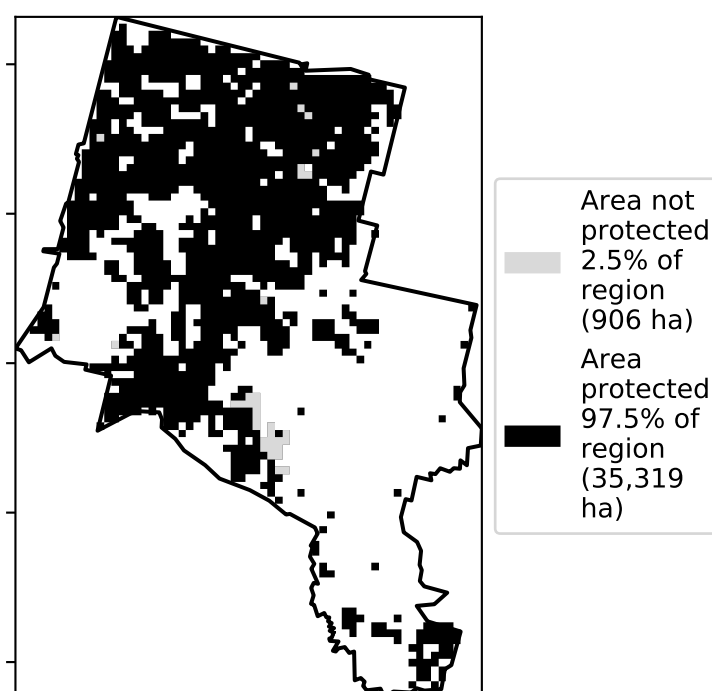 Area not
protected
2.5% of
region
(906 ha)
Area
protected
97.5% of
region
(35,319
ha)